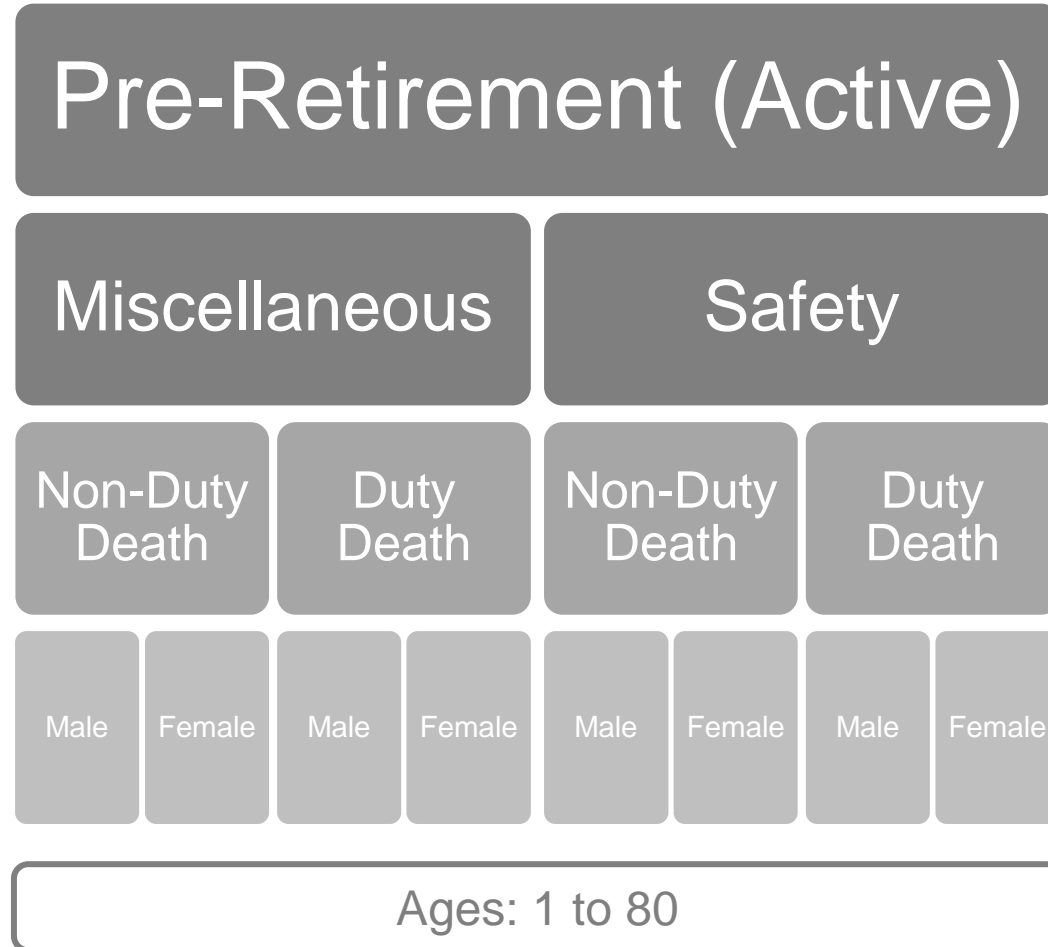 Pre-Retirement (Active)
Miscellaneous
Safety
Non-Duty
Death
Duty
Death
Non-Duty
Death
Duty
Death
Male
Female
Male
Female
Male
Female
Male
Female
Ages: 1 to 80